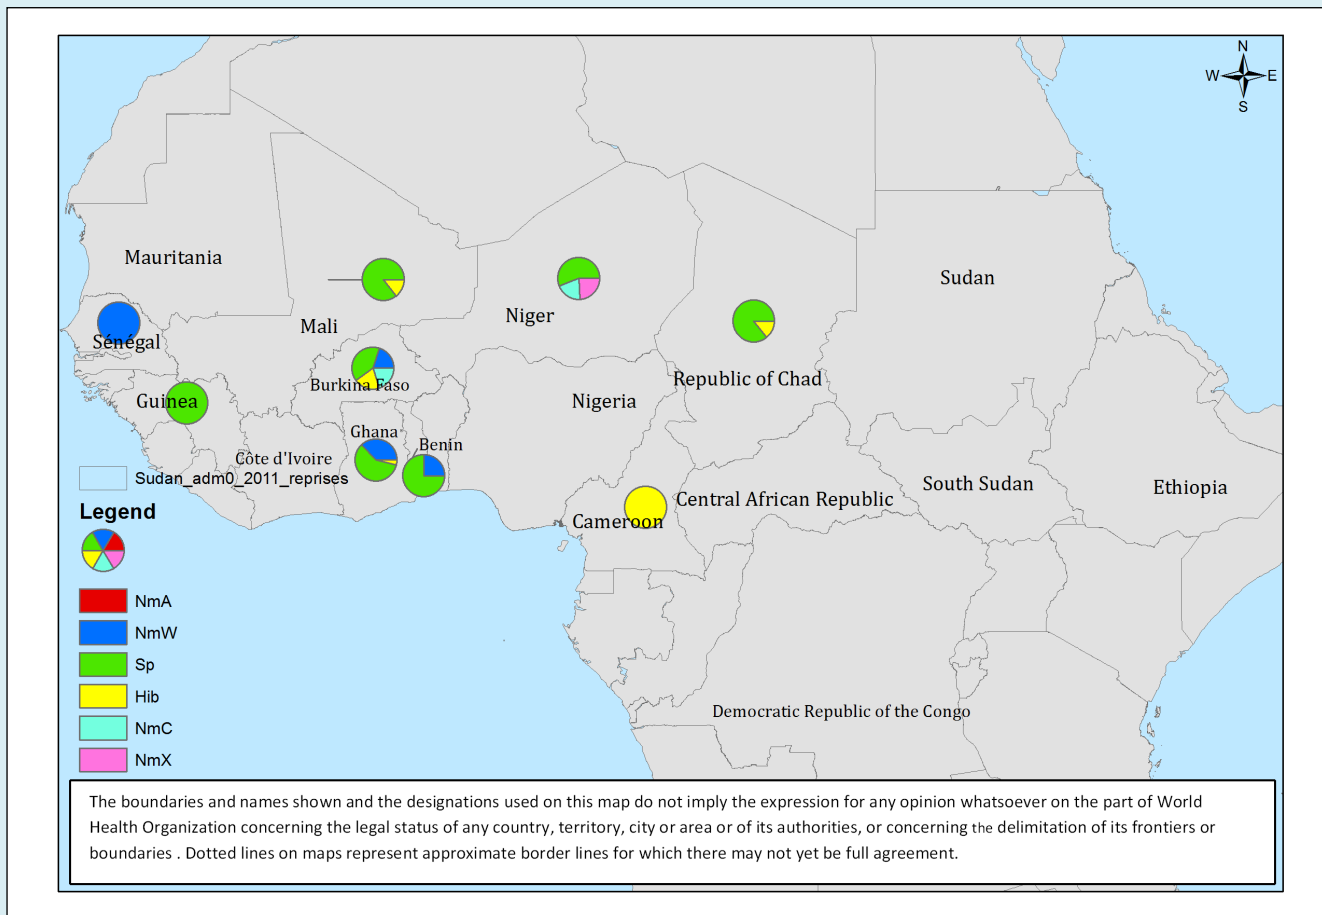 N
W E
S
Mauritania
Sudan
Niger
Mali
Sénégal
Republic of Chad
Burkina Faso
Guinea
Nigeria
Ghana
Benin
Côte d'Ivoire
Sudan_adm0_2011_reprises
South Sudan
Ethiopia
Central African Republic
Cameroon
Legend
NmA
NmW
Sp
Hib
NmC
NmX
Democratic Republic of the Congo
The boundaries and names shown and the designations used on this map do not imply the expression for any opinion whatsoever on the part of World
Health Organization concerning the legal status of any country, territory, city or area or of its authorities, or concerning the delimitation of its frontiers or
boundaries . Dotted lines on maps represent approximate border lines for which there may not yet be full agreement.